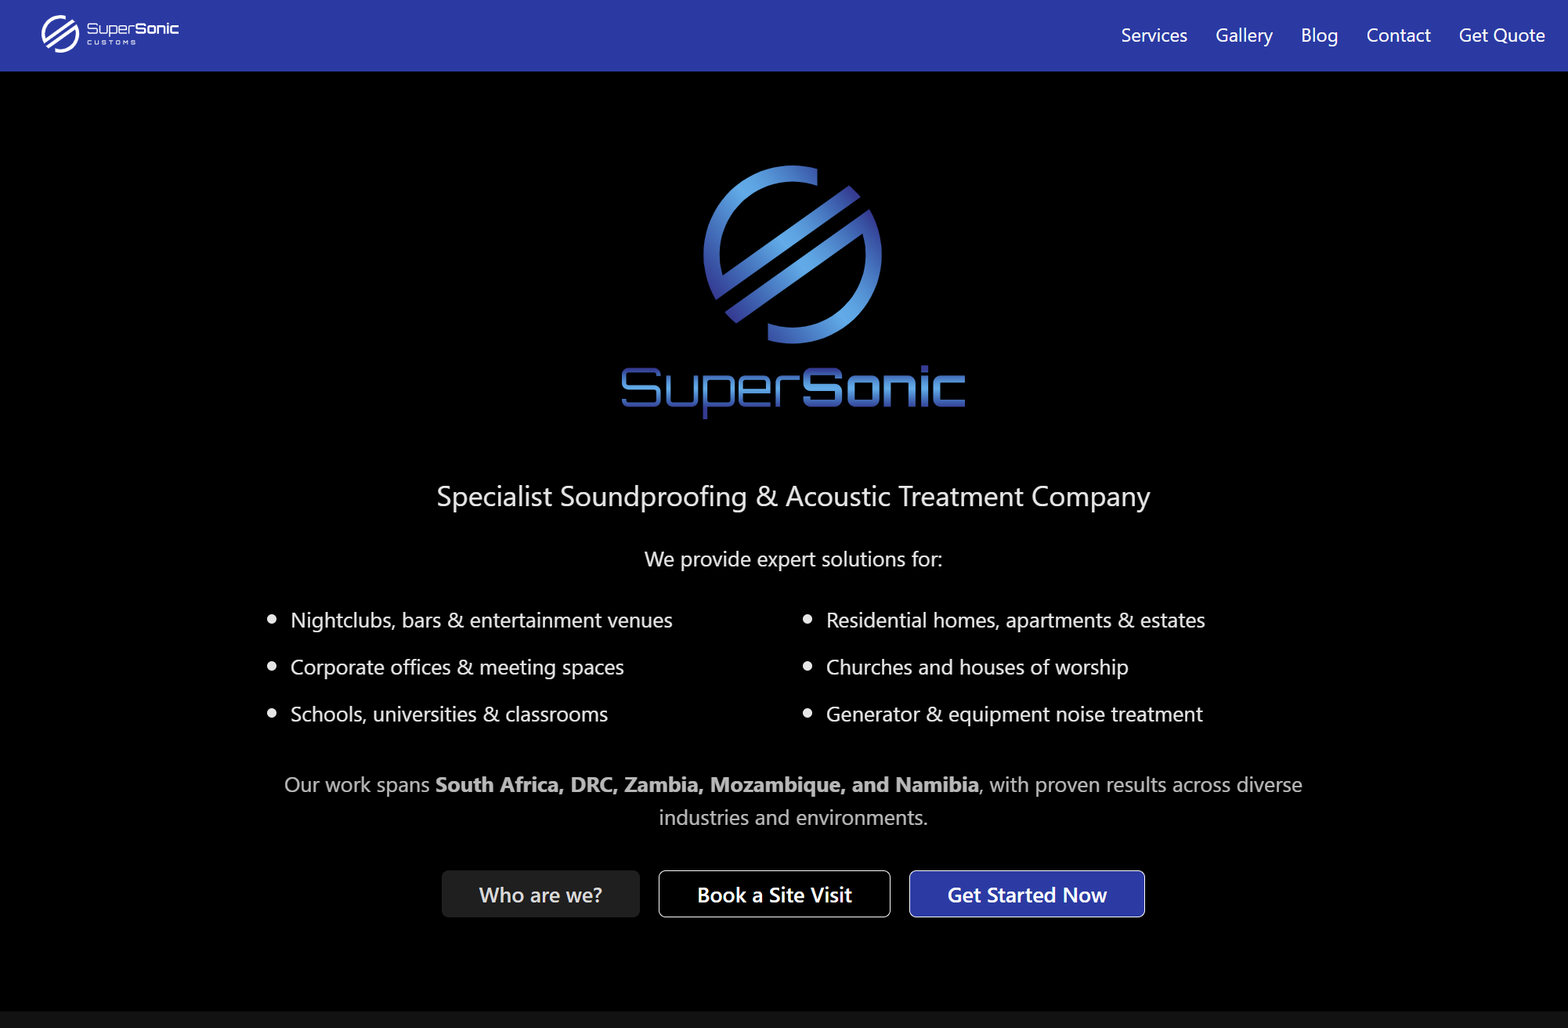 SuperSonic
CUSTOMS
Services Gallery Blog Contact Get Quote
SuperSonic
Specialist Soundproofing & Acoustic Treatment Company
We provide expert solutions for:
Nightclubs, bars & entertainment venues
Corporate offices & meeting spaces
Schools, universities & classrooms
Residential homes, apartments & estates
Churches and houses of worship
Generator & equipment noise treatment
Our work spans South Africa, DRC, Zambia, Mozambique, and Namibia, with proven results across diverse
industries and environments.
Who are we? Book a Site Visit Get Started Now